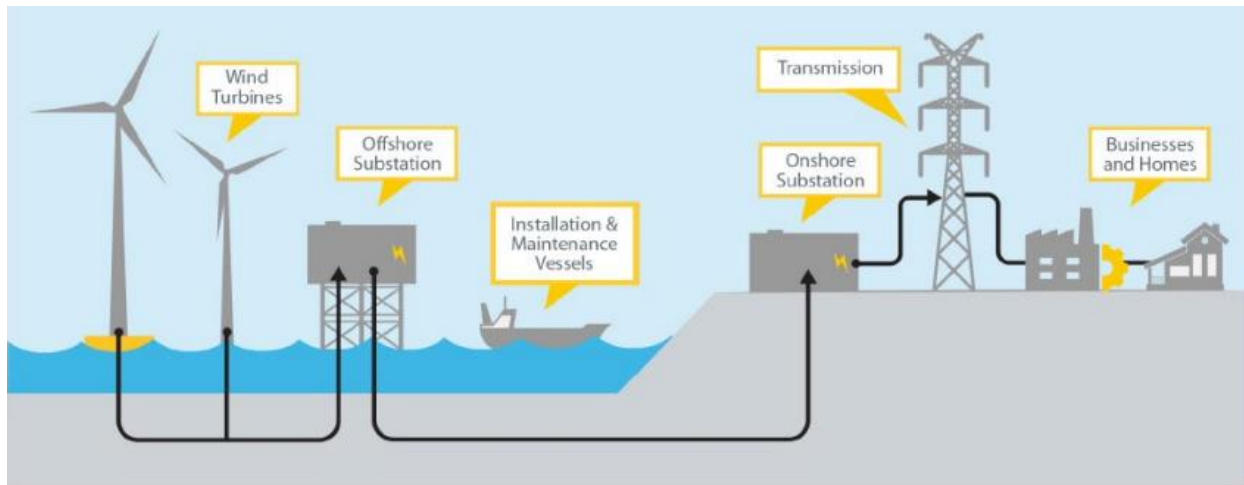 Wind
Turbines
Offshore
Substation
Installation &
Maintenance
Vessels
Transmission
Onshore
Substation
Businesses
and Homes